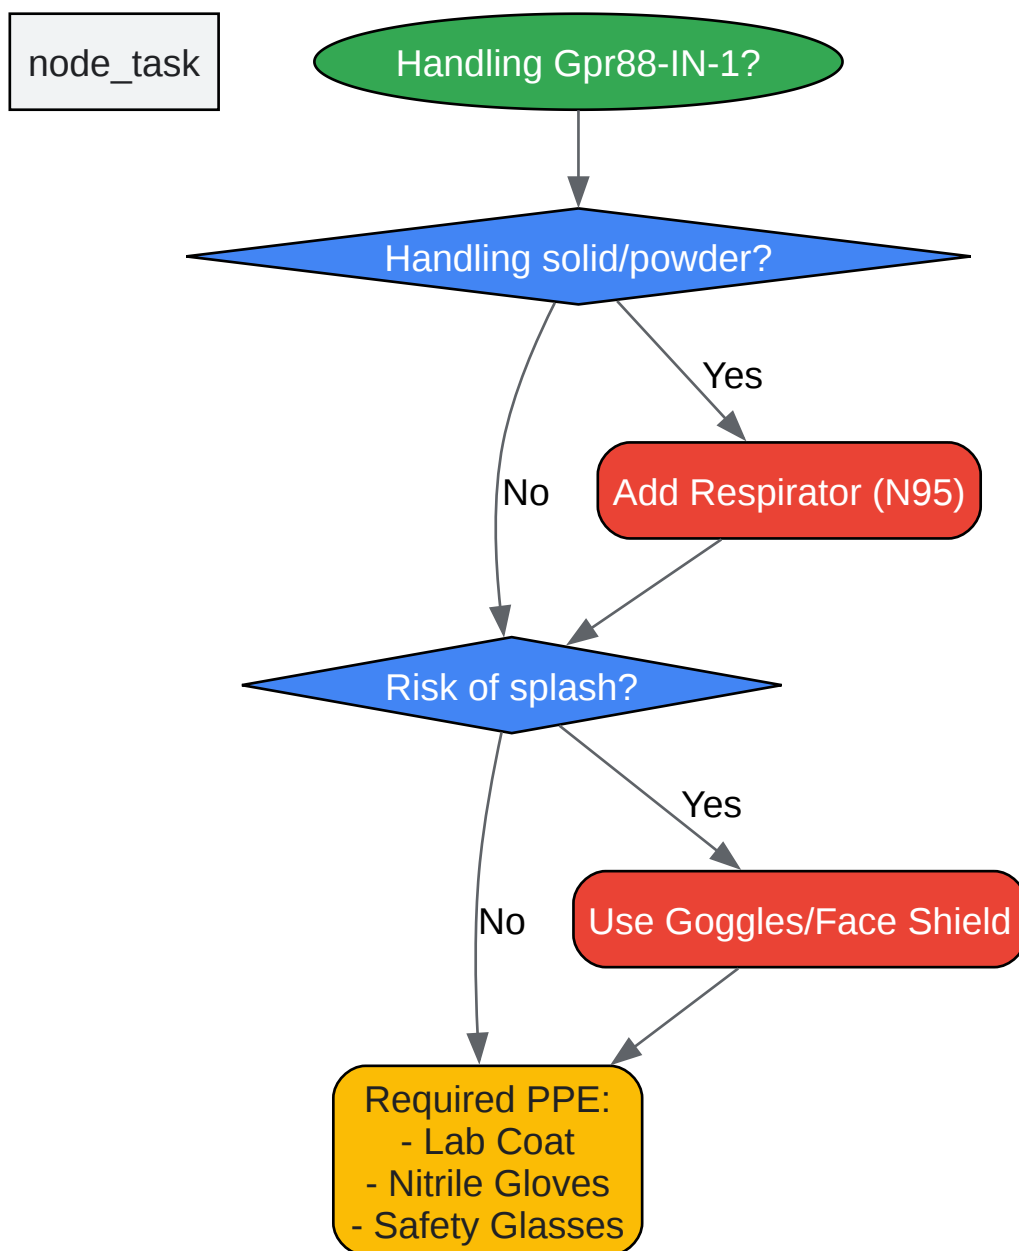 node_task
Handling Gpr88-IN-1?
Handling solid/powder?
Yes
No
Add Respirator (N95)
Risk of splash?
Yes
No
Use Goggles/Face Shield
Required PPE:
- Lab Coat
- Nitrile Gloves
- Safety Glasses